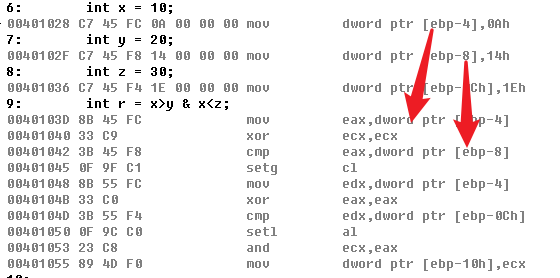 6: int x = 10;
00401028 C7 45 FC 0A 00 00 00 mov dword ptr [ebp-4],0Ah
7: int y = 20;
0040102F C7 45 F8 14 00 00 00 mov dword ptr [ebp-8],14h
8: int z = 30;
00401036 C7 45 F4 1E 00 00 00 mov dword ptr [ebp-0Ch],1Eh
9: int r = x>y & x<z;
0040103D 8B 45 FC mov eax,dword ptr [ebp-4]
00401040 33 C9 xor ecx,ecx
00401042 3B 45 F8 cmp eax,dword ptr [ebp-8]
00401045 0F 9F C1 setg cl
00401048 8B 55 FC mov edx,dword ptr [ebp-4]
0040104B 33 C0 xor eax,eax
0040104D 3B 55 F4 cmp edx,dword ptr [ebp-0Ch]
00401050 0F 9C C0 setl al
00401053 23 C8 and ecx,eax
00401055 89 4D F0 mov dword ptr [ebp-10h],ecx